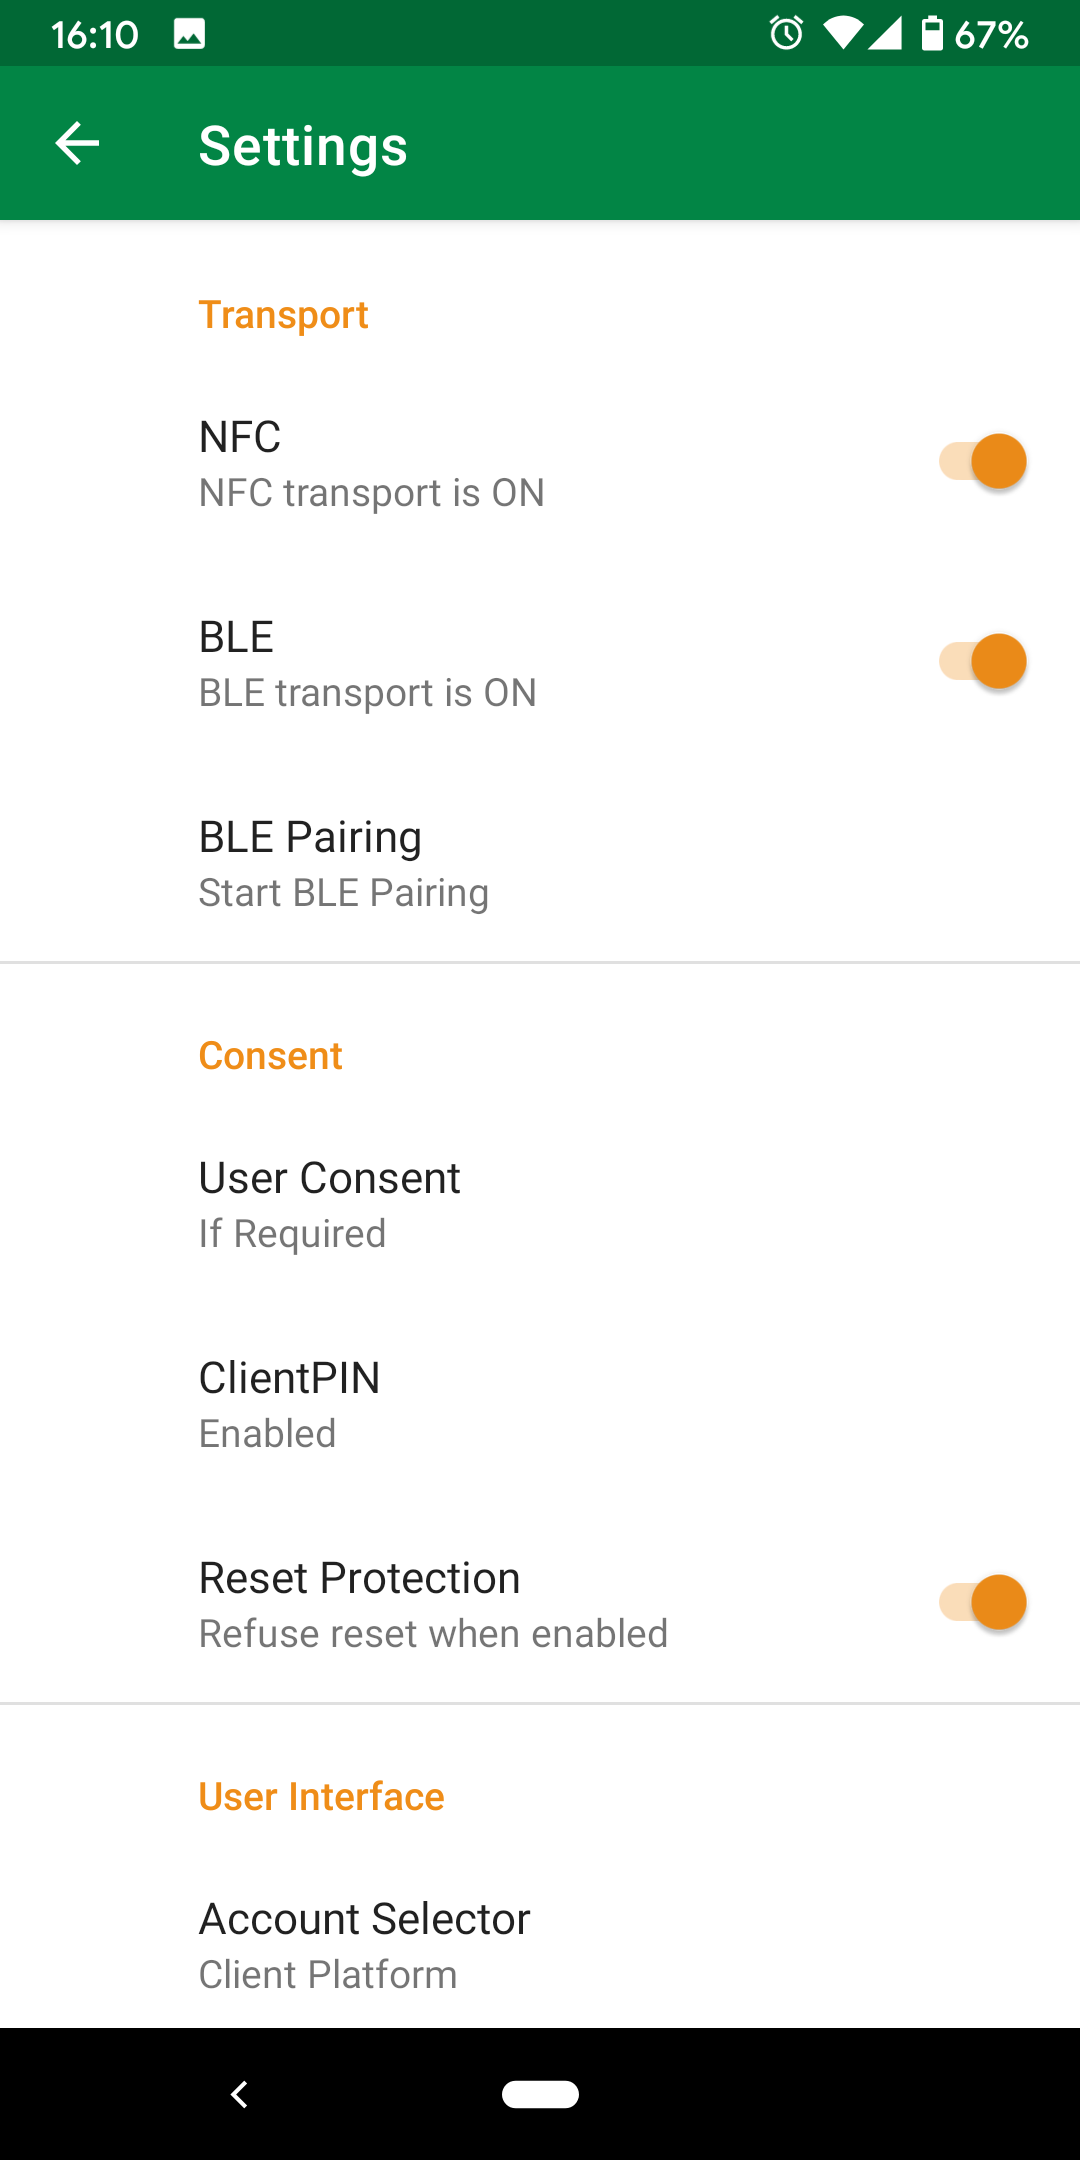 16:10
67%
Settings
Transport
NFC
NFC transport is ON
BLE
BLE transport is ON
BLE Pairing
Start BLE Pairing
Consent
User Consent
If Required
ClientPIN
Enabled
Reset Protection
Refuse reset when enabled
User Interface
Account Selector
Client Platform